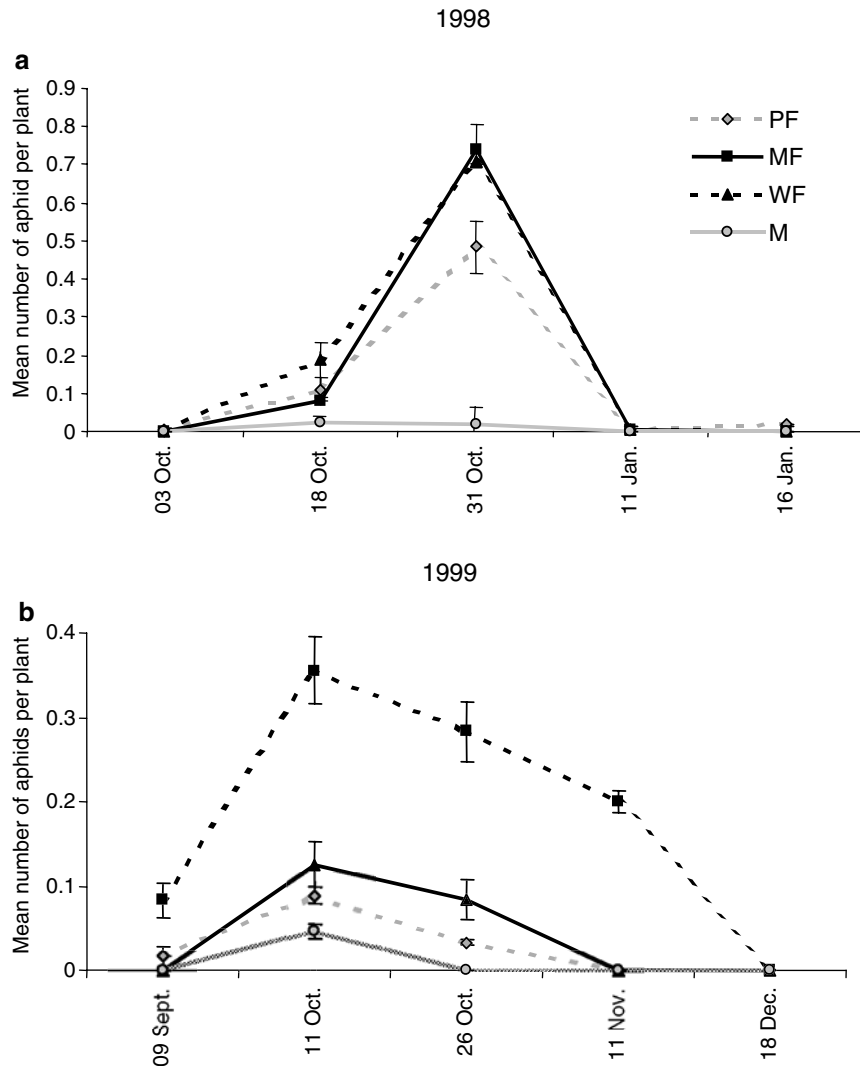 1998
a
Mean number of aphid per plant
0.9
0.8
0.7
0.6
0.5
0.4
0.3
0.2
0.1
0
PF
MF
WF
M
03 Oct.
18 Oct.
31 Oct.
11 Jan.
16 Jan.
1999
b
Mean number of aphids per plant
0.4
0.3
0.2
0.1
0
09 Sept.
11 Oct.
26 Oct.
11 Nov.
18 Dec.